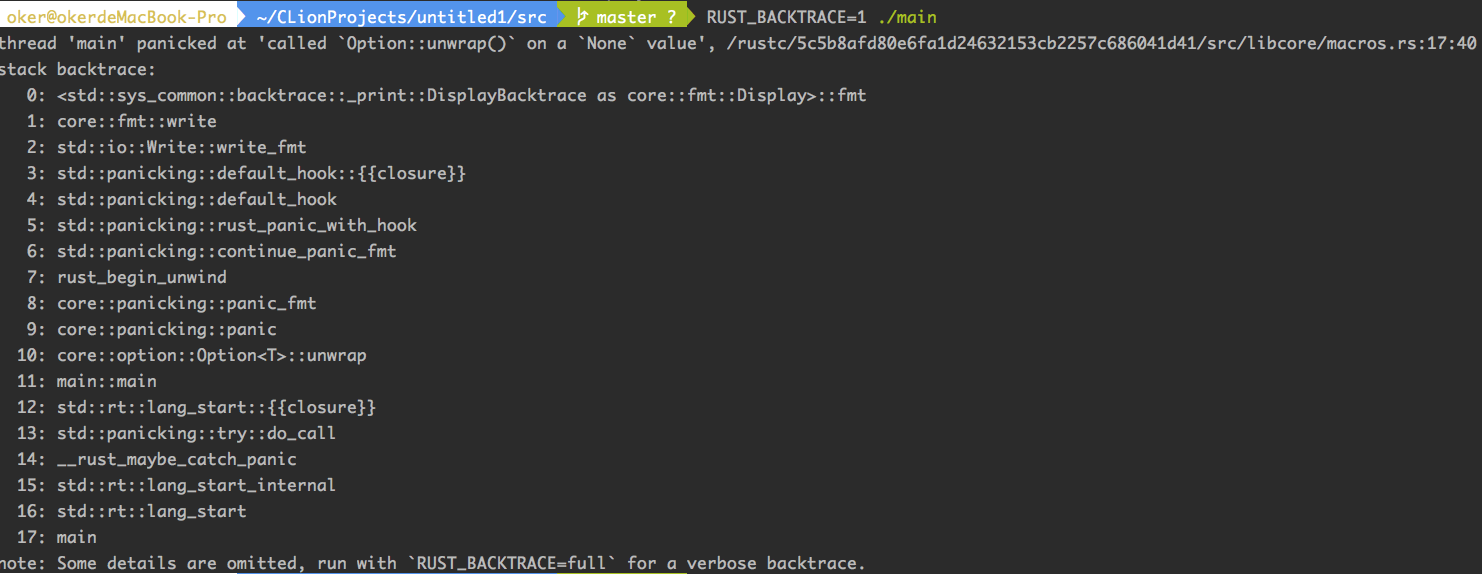 oker@okerdeMacBook-Pro ~/CLionProjects/untitled1/src master ? RUST_BACKTRACE=1 ./main
thread 'main' panicked at 'called `Option::unwrap()` on a `None` value', /rustc/5c5b8afd80e6fa1d24632153cb2257c686041d41/src/libcore/macros.rs:17:40
stack backtrace:
0: <std::sys_common::backtrace::_print::DisplayBacktrace as core::fmt::Display>::fmt
1: core::fmt::write
2: std::io::Write::write_fmt
3: std::panicking::default_hook::{{closure}}
4: std::panicking::default_hook
5: std::panicking::rust_panic_with_hook
6: std::panicking::continue_panic_fmt
7: rust_begin_unwind
8: core::panicking::panic_fmt
9: core::panicking::panic
10: core::option::Option<T>::unwrap
11: main::main
12: std::rt::lang_start::{{closure}}
13: std::panicking::try::do_call
14: __rust_maybe_catch_panic
15: std::rt::lang_start_internal
16: std::rt::lang_start
17: main
note: Some details are omitted, run with `RUST_BACKTRACE=full` for a verbose backtrace.